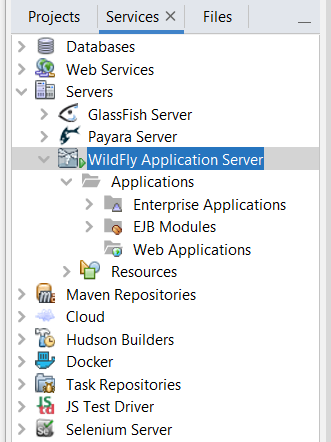 Projects Services × Files
Databases
Web Services
Servers
GlassFish Server
Payara Server
WildFly Application Server
Applications
Enterprise Applications
EJB Modules
Web Applications
Resources
Maven Repositories
Cloud
Hudson Builders
Docker
Task Repositories
JS Test Driver
Selenium Server